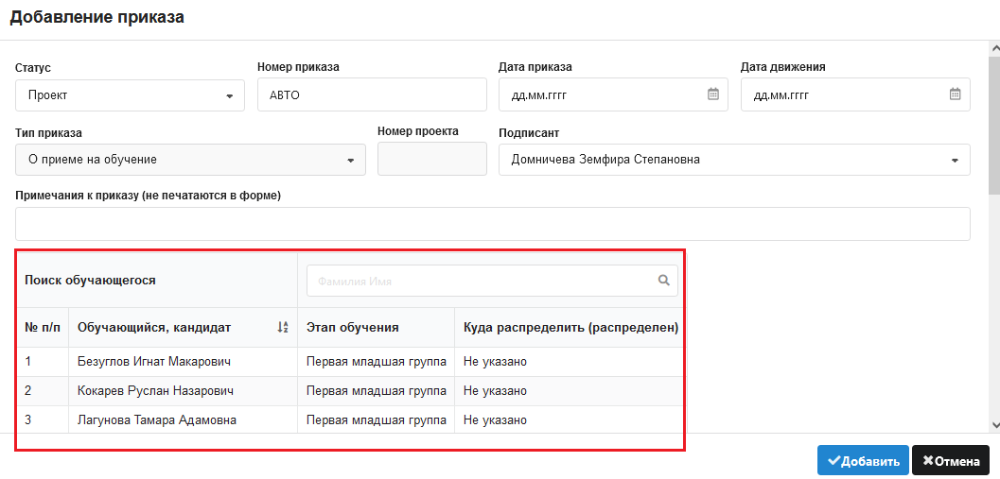 Добавление приказа
Статус Номер приказа Дата приказа Дата движения
Проект АВТО дд.мм.гггг дд.мм.гггг
Тип приказа Номер проекта Подписант
О приеме на обучение Домничева Земфира Степановна
Примечания к приказу (не печатаются в форме)
Поиск обучающегося Фамилия Имя
№ п/п Обучающийся, кандидат Этап обучения Куда распределить (распределен)
1 Безуглов Игнат Макарович Первая младшая группа Не указано
2 Кокарев Руслан Назарович Первая младшая группа Не указано
3 Лагунова Тамара Адамовна Первая младшая группа Не указано
Добавить Отмена